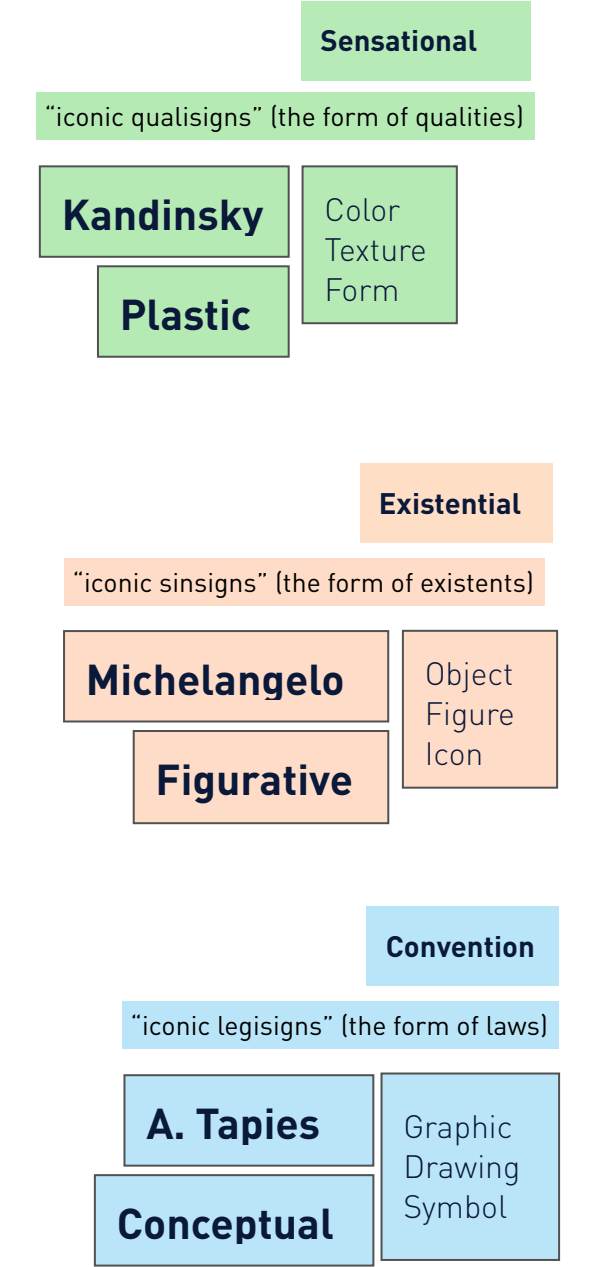 Sensational
“iconic qualisigns” (the form of qualities)
Kandinsky
Plastic
Color
Texture
Form
Existential
“iconic sinsigns” (the form of existents)
Michelangelo
Figurative
Object
Figure
Icon
Convention
“iconic legisigns” (the form of laws)
A. Tapies
Conceptual
Graphic
Drawing
Symbol